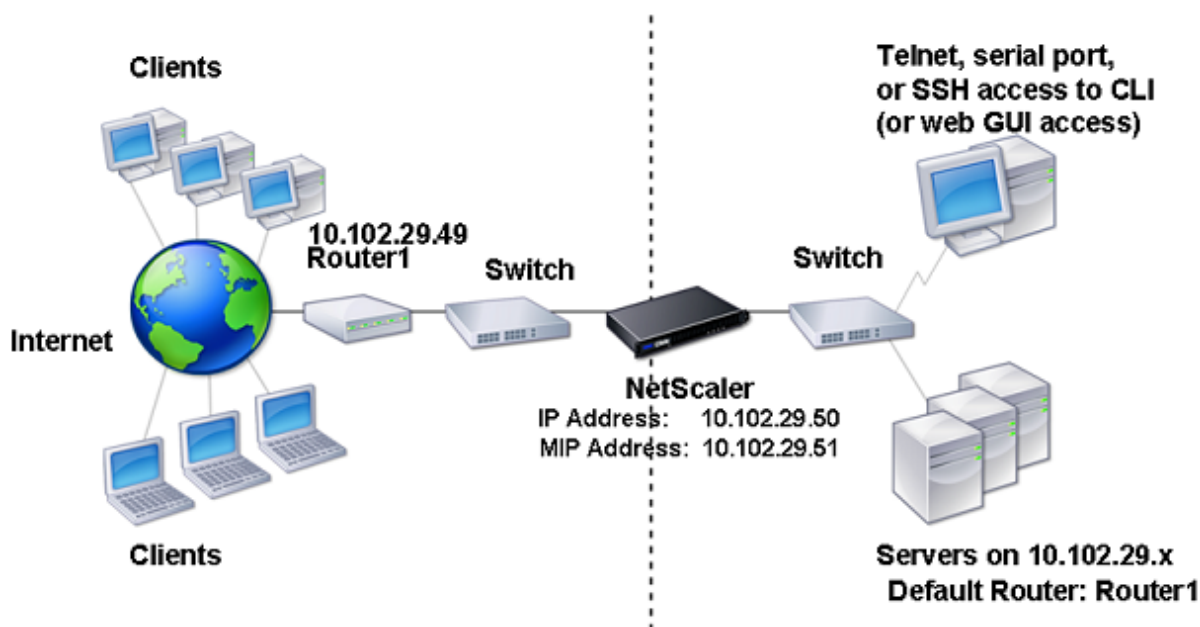 Clients
Telnet, serial port,
or SSH access to CLI
(or web GUI access)
10.102.29.49
Router1
Switch
Switch
Internet
NetScaler
IP Address: 10.102.29.50
MIP Address: 10.102.29.51
Clients
Servers on 10.102.29.x
Default Router: Router1